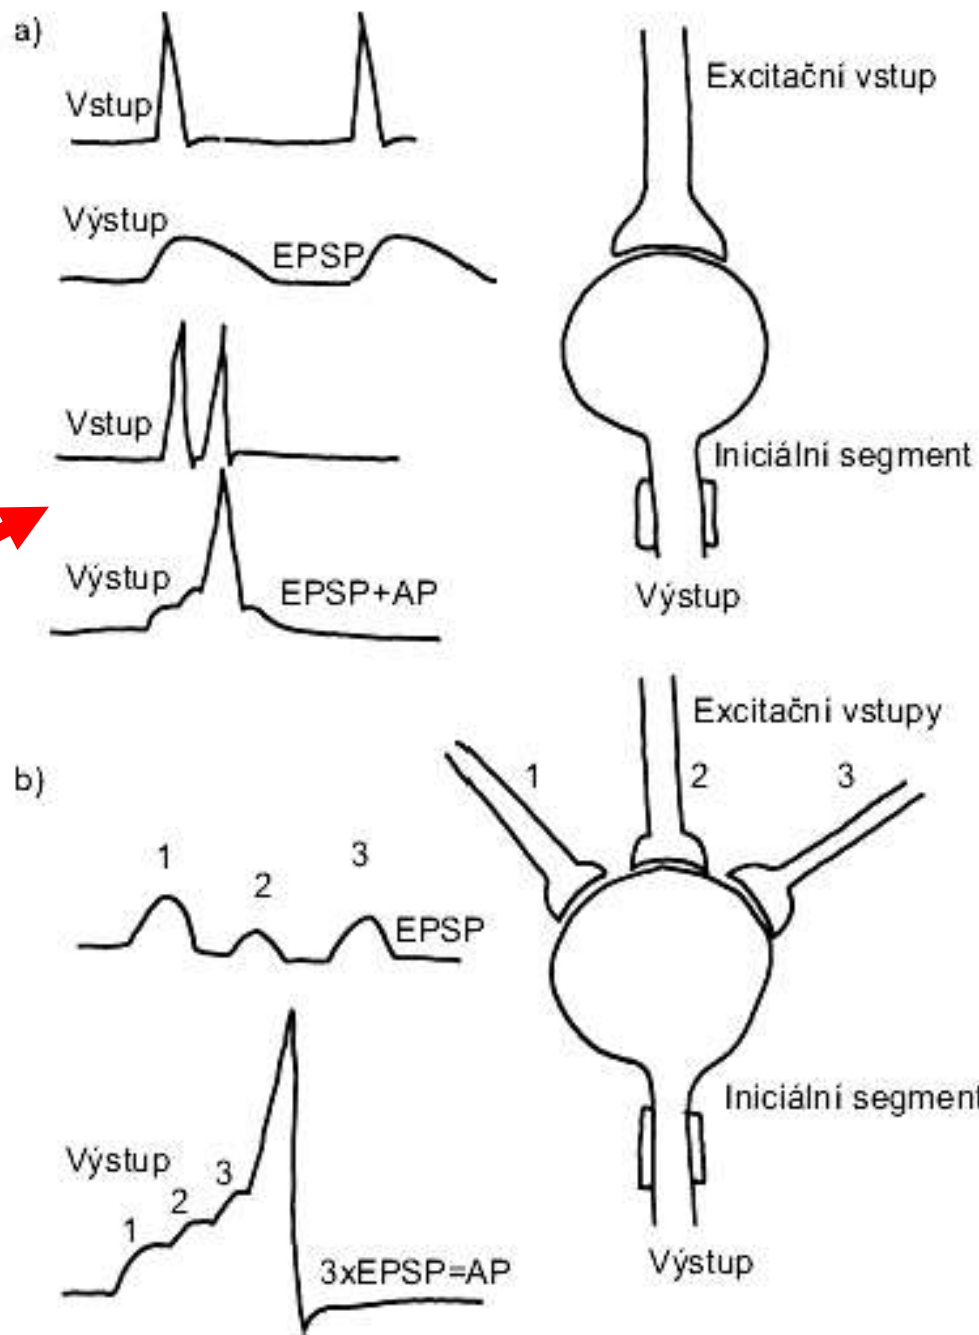 a)
Vstup
Výstup
EPSP
Vstup
Výstup
EPSP+AP
Excitační vstup
Iniciální segment
Výstup
b)
1
2
3
EPSP
Výstup
1
2
3
3xEPSP=AP
Excitační vstupy
1
2
3
Iniciální segment
Výstup